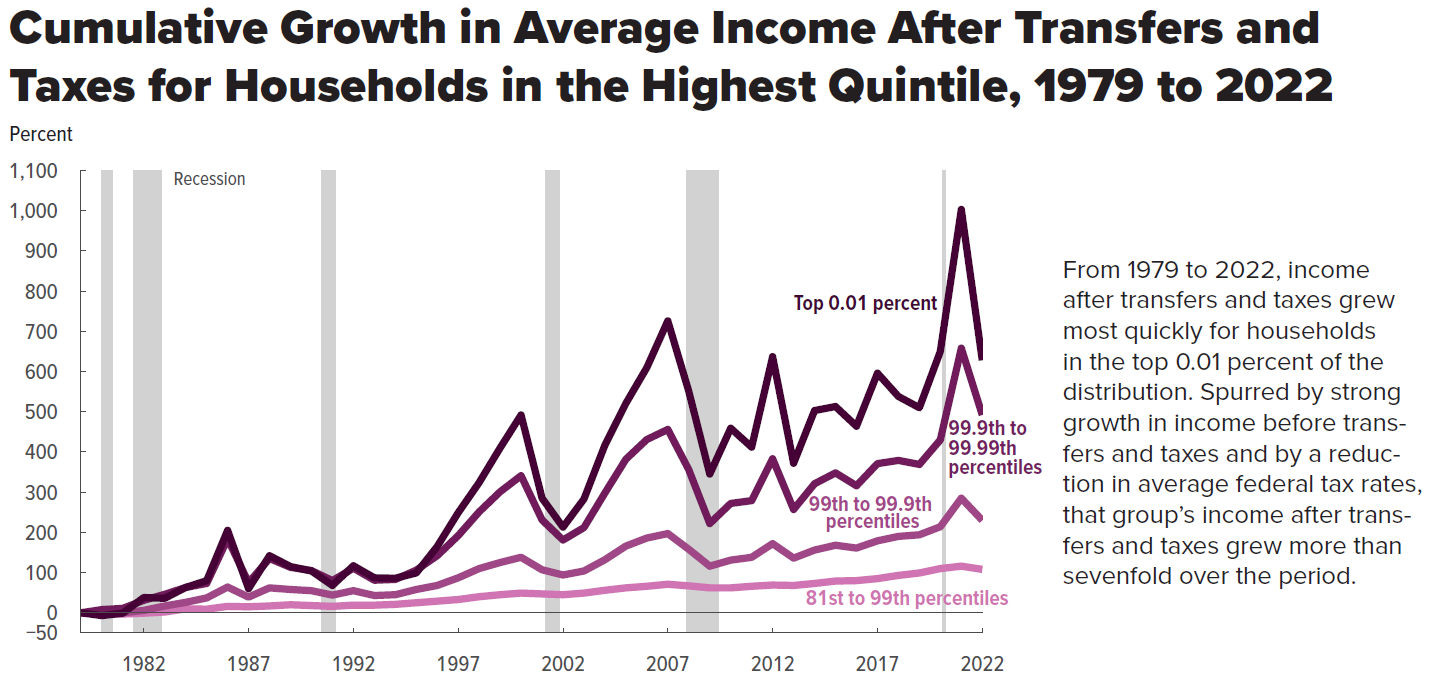 Cumulative Growth in Average Income After Transfers and
Taxes for Households in the Highest Quintile, 1979 to 2022
Percent
1,100
1,000
900
800
700
600
500
400
300
200
100
0
−50
Recession
Top 0.01 percent
99.9th to
99.99th
percentiles
99th to 99.9th
percentiles
81st to 99th percentiles
1982
1987
1992
1997
2002
2007
2012
2017
2022
From 1979 to 2022, income
after transfers and taxes grew
most quickly for households
in the top 0.01 percent of the
distribution. Spurred by strong
growth in income before trans-
fers and taxes and by a reduc-
tion in average federal tax rates,
that group’s income after trans-
fers and taxes grew more than
sevenfold over the period.